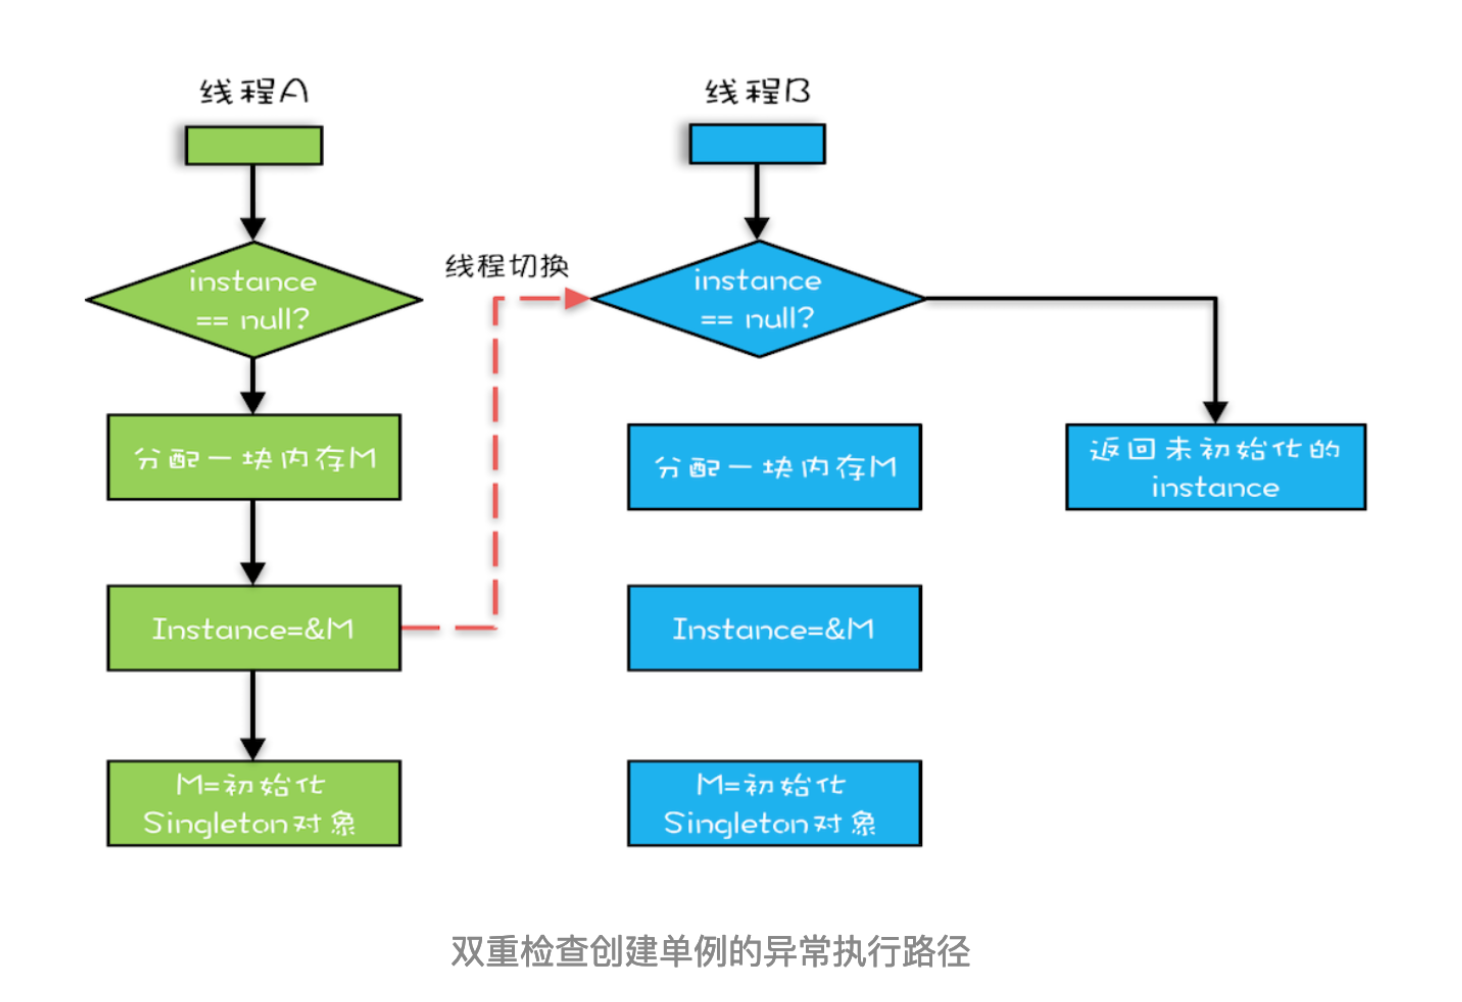 线程A
线程B
instance
== null?
线程切换
instance
== null?
分配一块内存M
分配一块内存M
返回未初始化的
instance
Instance=&M
Instance=&M
M=初始化
Singleton对象
M=初始化
Singleton对象
双重检查创建单例的异常执行路径